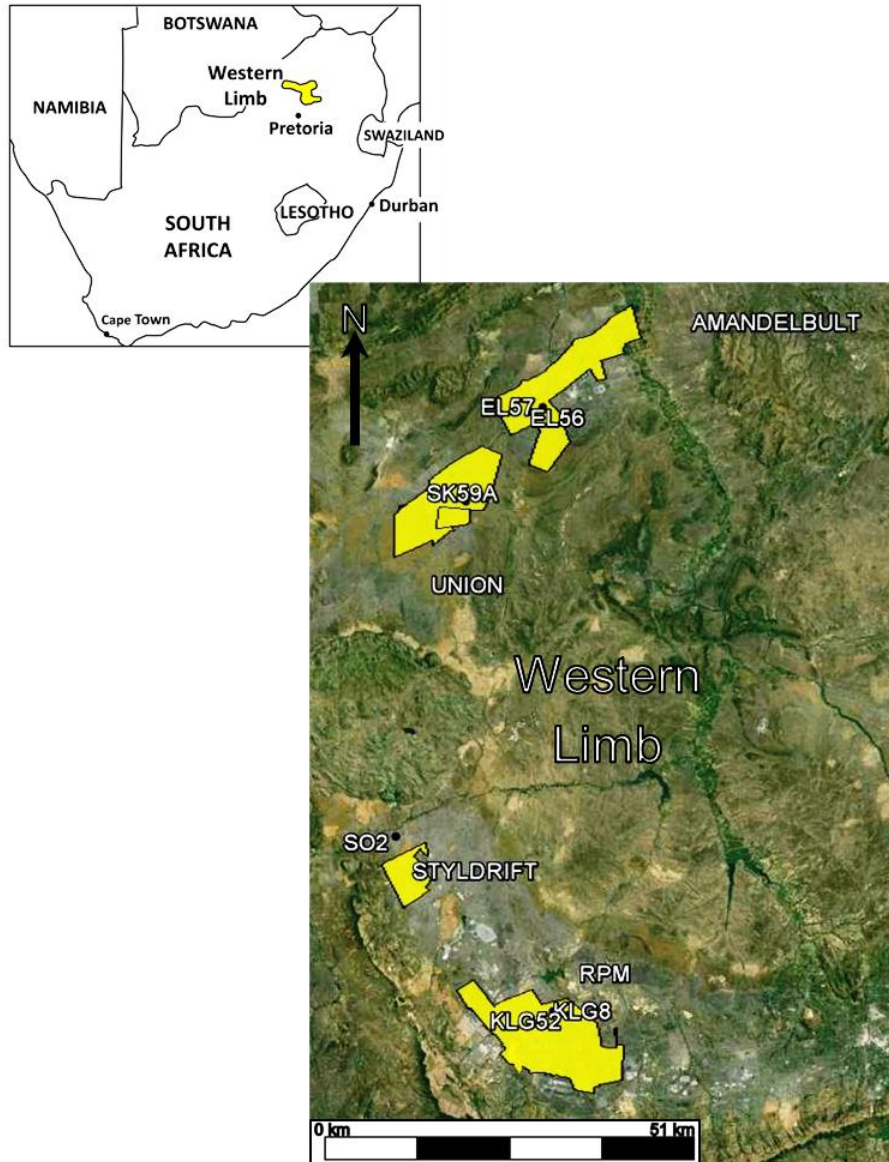 BOTSWANA
Western
Limb
NAMIBIA
Pretoria
SWAZILAND
SOUTH
AFRICA
LESOTHO
Durban
Cape Town
N
AMANDELBULT
EL57
EL56
SK59A
UNION
Western
Limb
SO2
STYLDRIFT
RPM
KLG8
KLG52
0 km
51 km